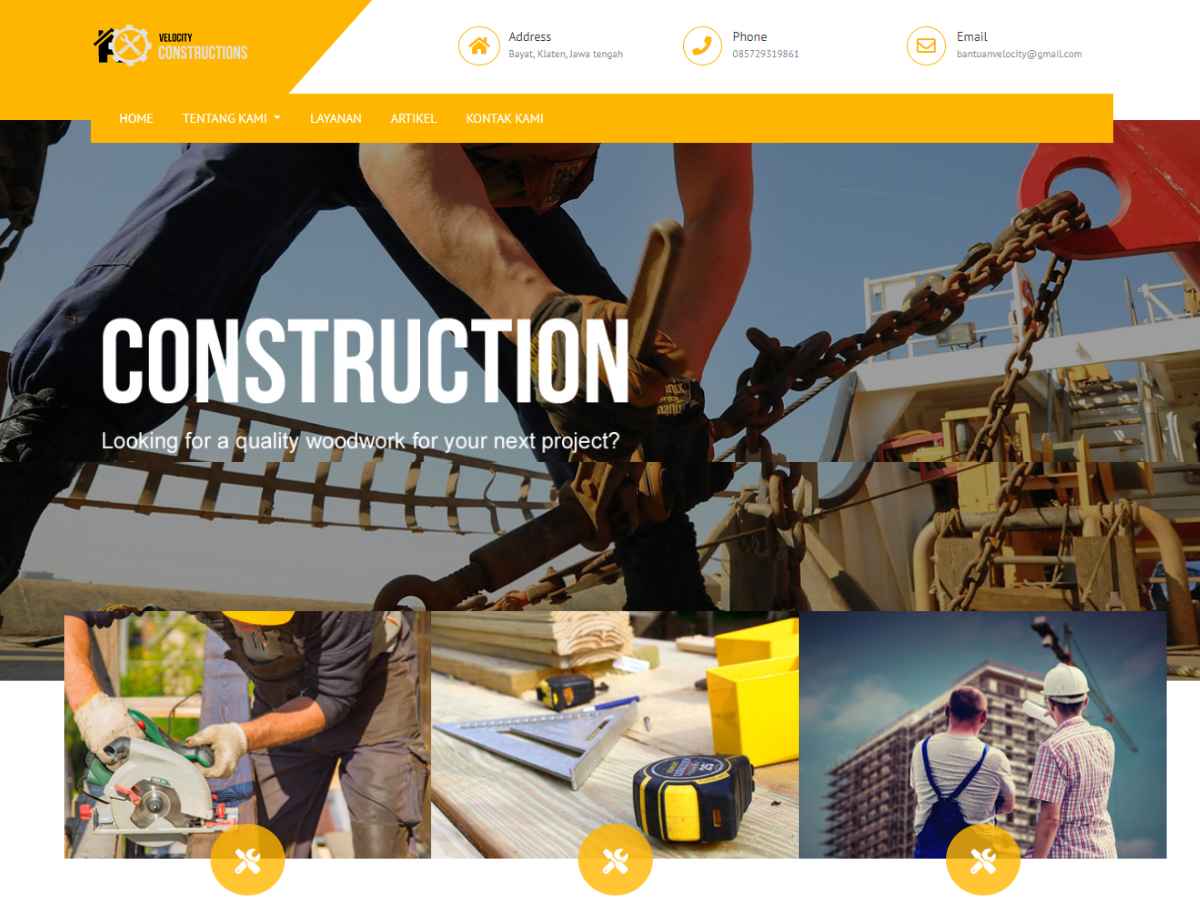 VELOCITY
CONSTRUCTIONS
Address
Bayat, Klaten, Jawa tengah
Phone
085729319861
Email
bantuanvelocity@gmail.com
HOME TENTANG KAMI LAYANAN ARTIKEL KONTAK KAMI
CONSTRUCTION
Looking for a quality woodwork for your next project?